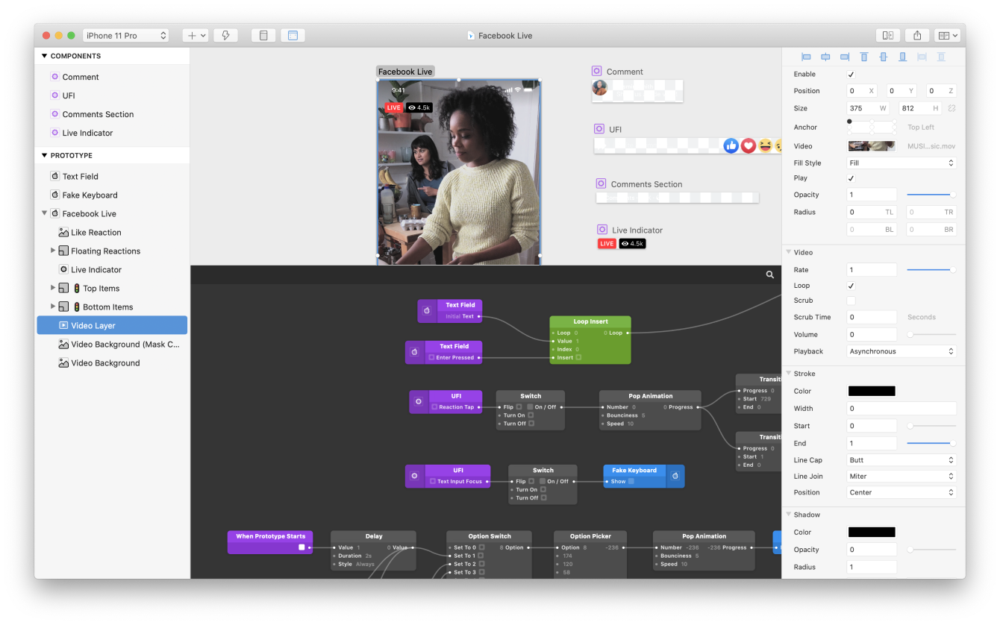 iPhone 11 Pro
Facebook Live
COMPONENTS
Comment
UFI
Comments Section
Live Indicator
PROTOTYPE
Text Field
Fake Keyboard
Facebook Live
Like Reaction
Floating Reactions
Live Indicator
Top Items
Bottom Items
Video Layer
Video Background (Mask C...
Video Background
Facebook Live
9:41
LIVE 4.5k
Comment
UFI
Comments Section
Live Indicator
LIVE 4.5k
Text Field
Initial Text
Text Field
Enter Pressed
Loop Insert
Loop 0 0 Loop
Value 1
Index 0
Insert
UFI
Reaction Tap
Switch
Flip On / Off
Turn On
Turn Off
Pop Animation
Number 0 0 Progress
Bounciness 5
Speed 10
Transiti
Progress 0
Start 729
End 0
Transiti
Progress 0
Start 1
End 0
UFI
Text Input Focus
Switch
Flip On / Off
Turn On
Turn Off
Fake Keyboard
Show
When Prototype Starts
Delay
Value 1 0 Value
Duration 2s
Style Always
Option Switch
Set To 0 8 Option
Set To 1
Set To 2
Set To 3
Option Picker
Option 8 -236
174
120
58
Pop Animation
Number -236 -236 Progress
Bounciness 5
Speed 10
Enable
Position 0 X 0 Y 0 Z
Size 375 W 812 H
Anchor Top Left
Video MUSI...sic.mov
Fill Style Fill
Play
Opacity 1
Radius 0 TL 0 TR
0 BL 0 BR
Video
Rate 1
Loop
Scrub
Scrub Time 0 Seconds
Volume 0
Playback Asynchronous
Stroke
Color
Width 0
Start 0
End 1
Line Cap Butt
Line Join Miter
Position Center
Shadow
Color
Opacity 0
Radius 1